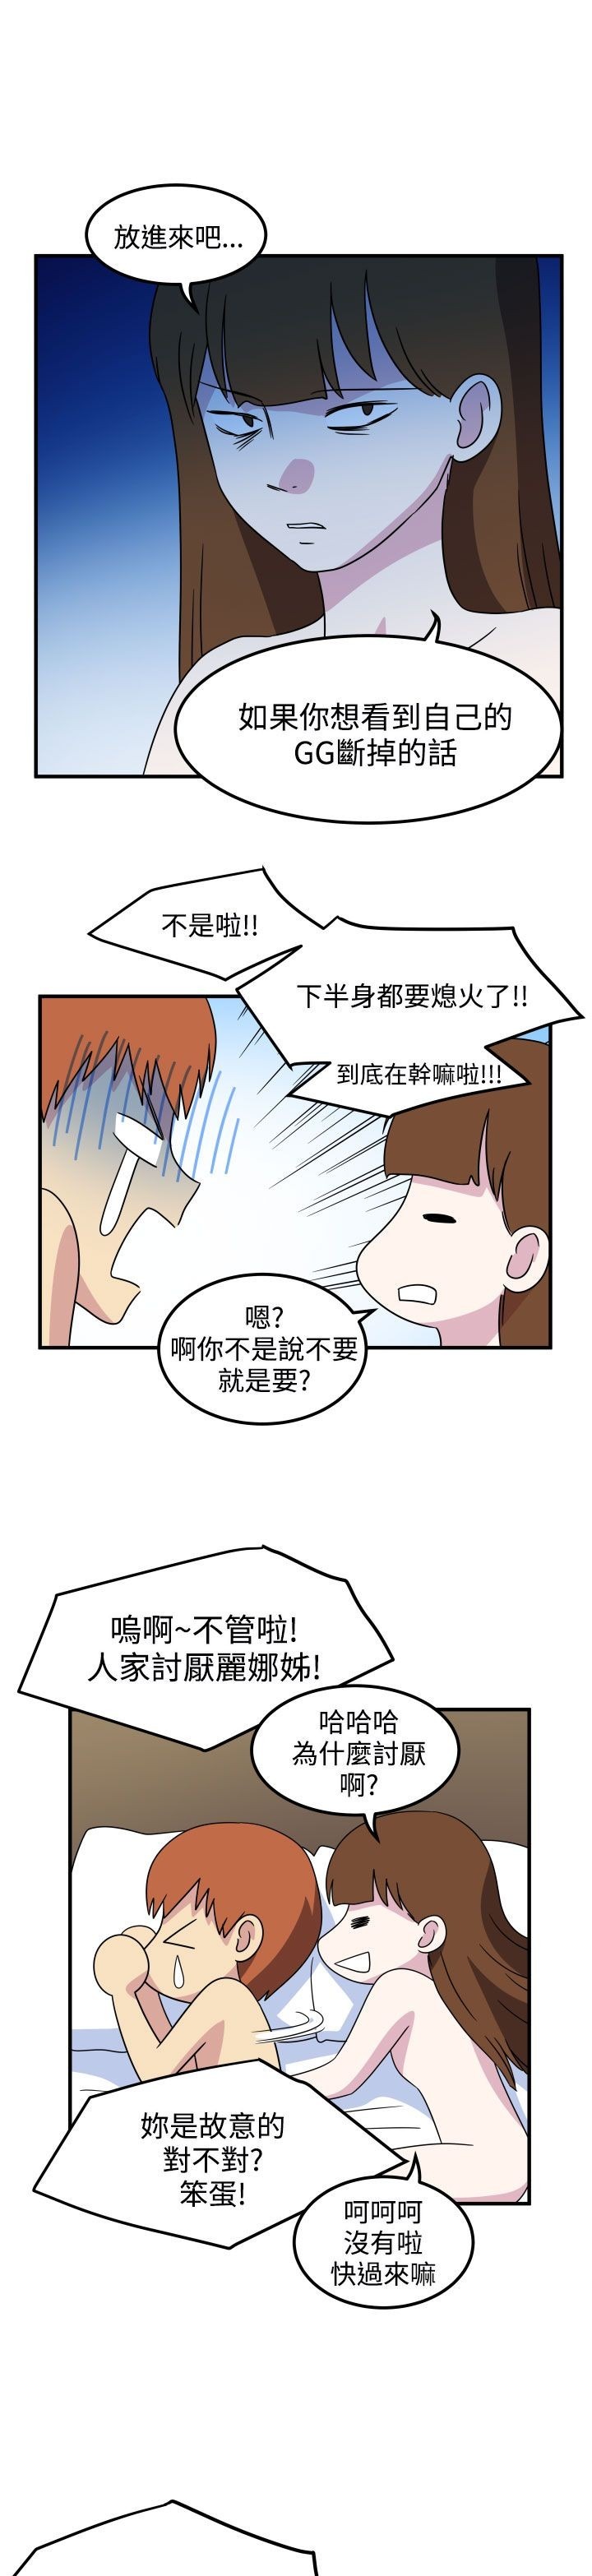 放進來吧...
如果你想看到自己的
GG斷掉的話
不是啦!!
下半身都要熄火了!!
到底在幹嘛啦!!!
嗯?
啊你不是說不要
就是要?
嗚啊~不管啦!
人家討厭麗娜姊!
哈哈哈
為什麼討厭
啊?
妳是故意的
對不對?
笨蛋!
呵呵呵
沒有啦
快過來嘛